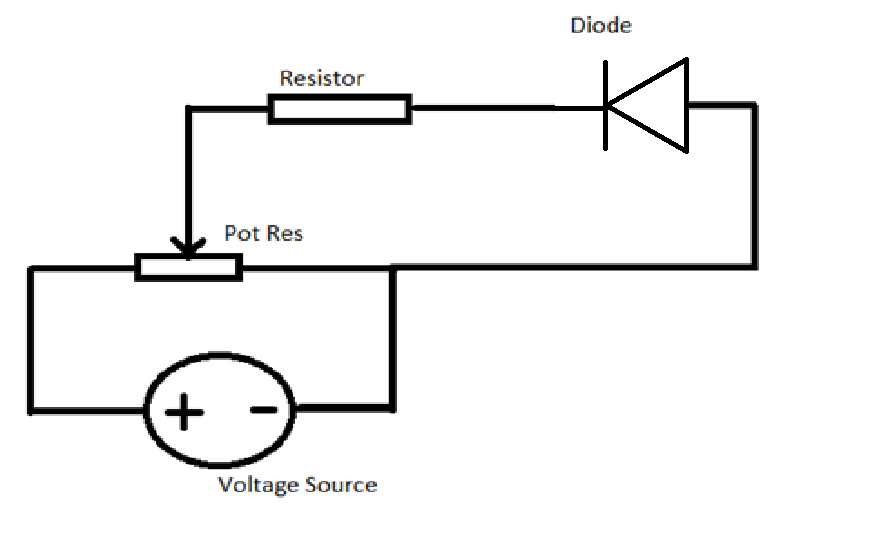 Diode
Resistor
Pot Res
+ -
Voltage Source